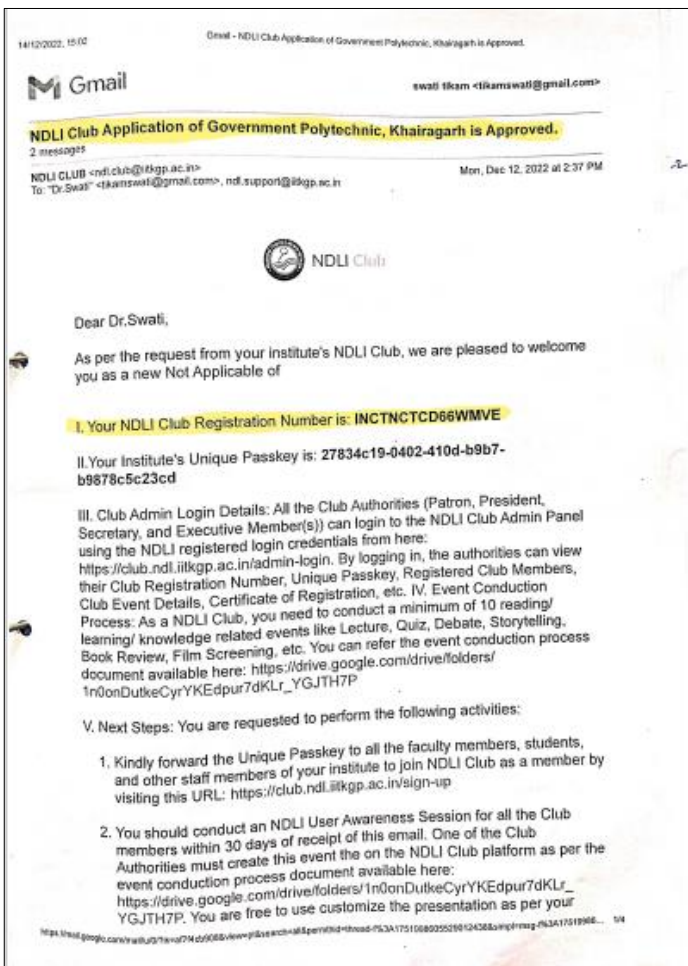 14/12/2022, 15:02
Gmail - NDLI Club Application of Government Polytechnic, Khairagarh is Approved.
Gmail
swati tikam <tikamswati@gmail.com>
NDLI Club Application of Government Polytechnic, Khairagarh is Approved.
2 messages
NDLI CLUB <ndl.club@iitkgp.ac.in>
Mon, Dec 12, 2022 at 2:37 PM
To: "Dr.Swati" <tikamswati@gmail.com>, ndl.support@iitkgp.ac.in
NDLI Club
Dear Dr.Swati,
As per the request from your institute's NDLI Club, we are pleased to welcome
you as a new Not Applicable of
I. Your NDLI Club Registration Number is: INCTNCTCD66WMVE
II.Your Institute's Unique Passkey is: 27834c19-0402-410d-b9b7-
b9878c5c23cd
III. Club Admin Login Details: All the Club Authorities (Patron, President,
Secretary, and Executive Member(s)) can login to the NDLI Club Admin Panel
using the NDLI registered login credentials from here:
https://club.ndl.iitkgp.ac.in/admin-login. By logging in, the authorities can view
their Club Registration Number, Unique Passkey, Registered Club Members,
Club Event Details, Certificate of Registration, etc. IV. Event Conduction
Process: As a NDLI Club, you need to conduct a minimum of 10 reading/
learning/ knowledge related events like Lecture, Quiz, Debate, Storytelling,
Book Review, Film Screening, etc. You can refer the event conduction process
document available here: https://drive.google.com/drive/folders/
1n0onDutkeCyrYKEdpur7dKLr_YGJTH7P
V. Next Steps: You are requested to perform the following activities:
1. Kindly forward the Unique Passkey to all the faculty members, students,
and other staff members of your institute to join NDLI Club as a member by
visiting this URL: https://club.ndl.iitkgp.ac.in/sign-up
2. You should conduct an NDLI User Awareness Session for all the Club
members within 30 days of receipt of this email. One of the Club
Authorities must create this event the on the NDLI Club platform as per the
event conduction process document available here:
https://drive.google.com/drive/folders/1n0onDutkeCyrYKEdpur7dKLr_
YGJTH7P. You are free to use customize the presentation as per your
1/4